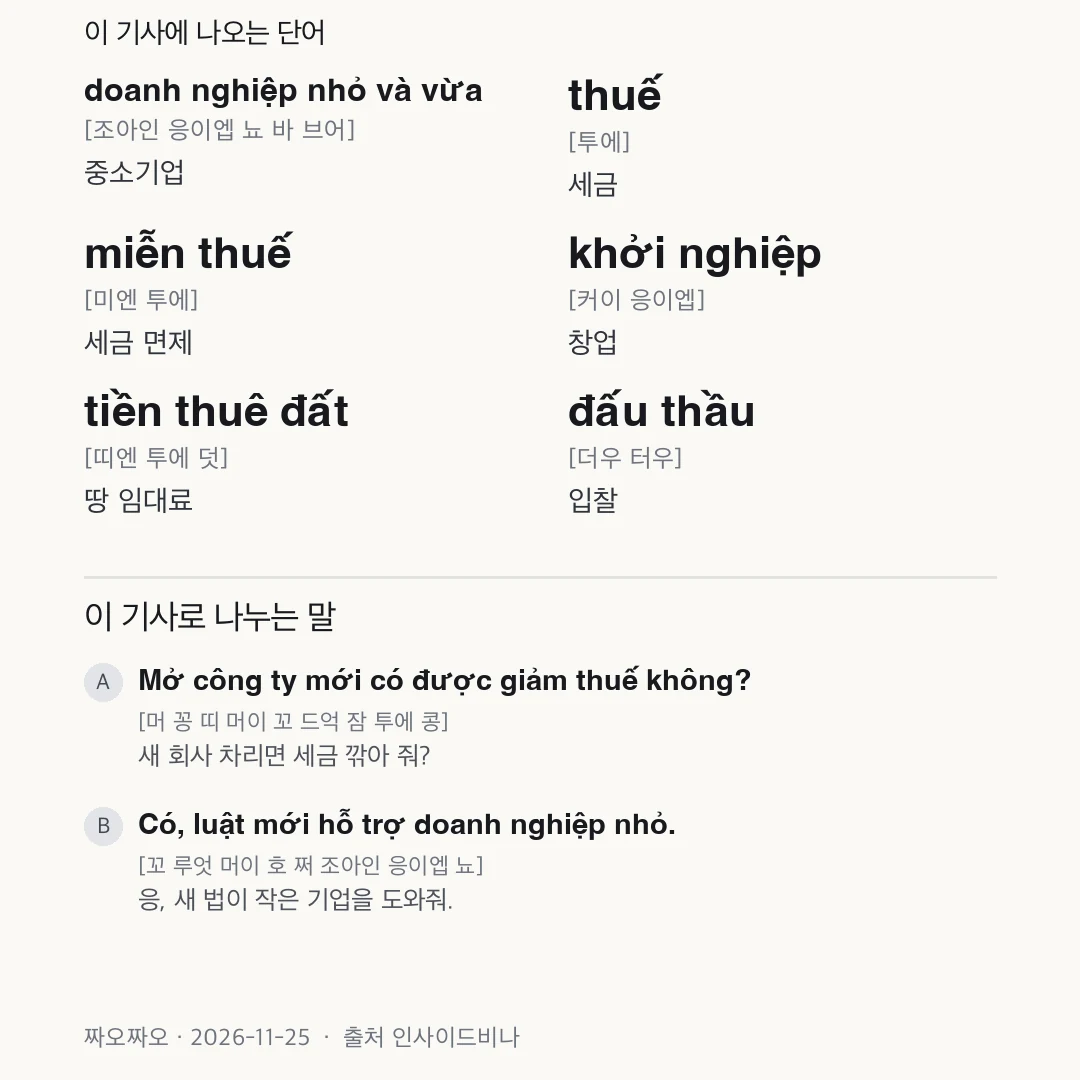 이 기사에 나오는 단어
doanh nghiệp nhỏ và vừa
[조아인 응이엡 뇨 바 브어]
중소기업
thuế
[투에]
세금
miễn thuế
[미엔 투에]
세금 면제
khởi nghiệp
[커이 응이엡]
창업
tiền thuê đất
[띠엔 투에 덧]
땅 임대료
đấu thầu
[더우 터우]
입찰
이 기사로 나누는 말
A
Mở công ty mới có được giảm thuế không?
[머 꽁 띠 머이 꼬 드억 잠 투에 콩]
새 회사 차리면 세금 깎아 줘?
B
Có, luật mới hỗ trợ doanh nghiệp nhỏ.
[꼬 루엇 머이 호 쩌 조아인 응이엡 뇨]
응, 새 법이 작은 기업을 도와줘.
짜오짜오 · 2026-11-25 · 출처 인사이드비나